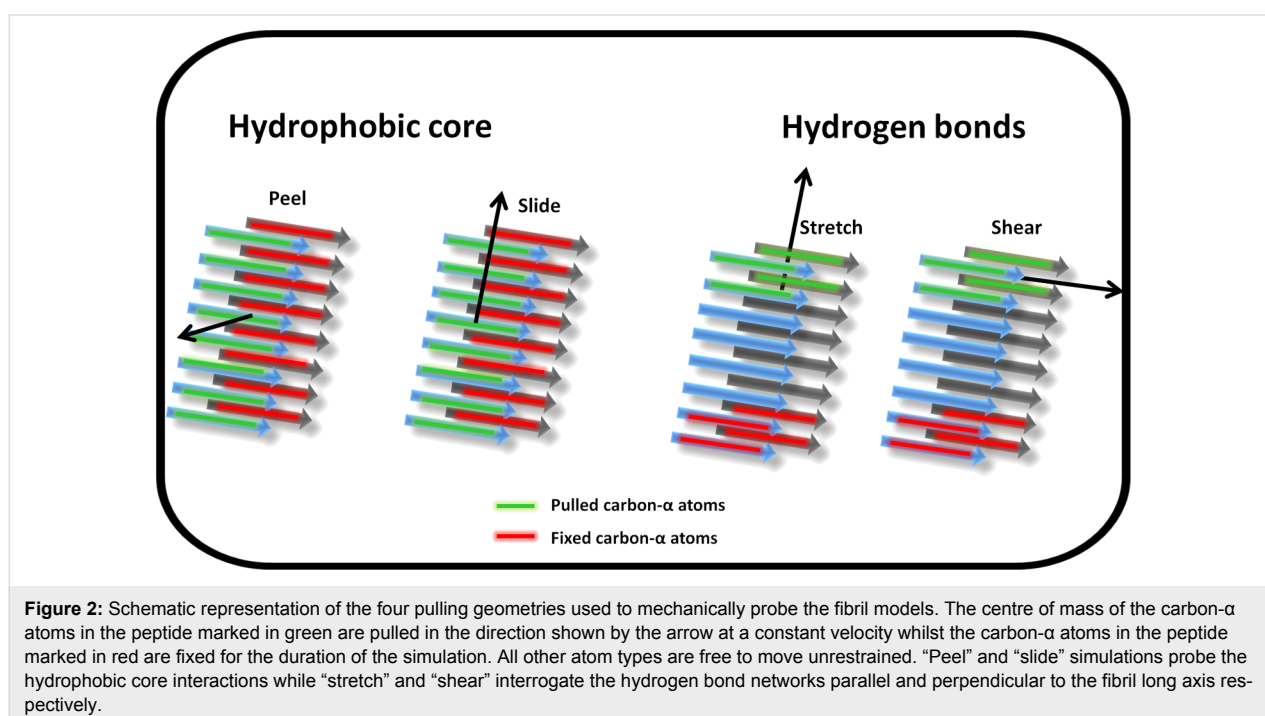 Hydrophobic core
Hydrogen bonds
Peel
Slide
Stretch
Shear
Pulled carbon-α atoms
Fixed carbon-α atoms
Figure 2: Schematic representation of the four pulling geometries used to mechanically probe the fibril models. The centre of mass of the carbon-α
atoms in the peptide marked in green are pulled in the direction shown by the arrow at a constant velocity whilst the carbon-α atoms in the peptide
marked in red are fixed for the duration of the simulation. All other atom types are free to move unrestrained. “Peel” and “slide” simulations probe the
hydrophobic core interactions while “stretch” and “shear” interrogate the hydrogen bond networks parallel and perpendicular to the fibril long axis res-
pectively.